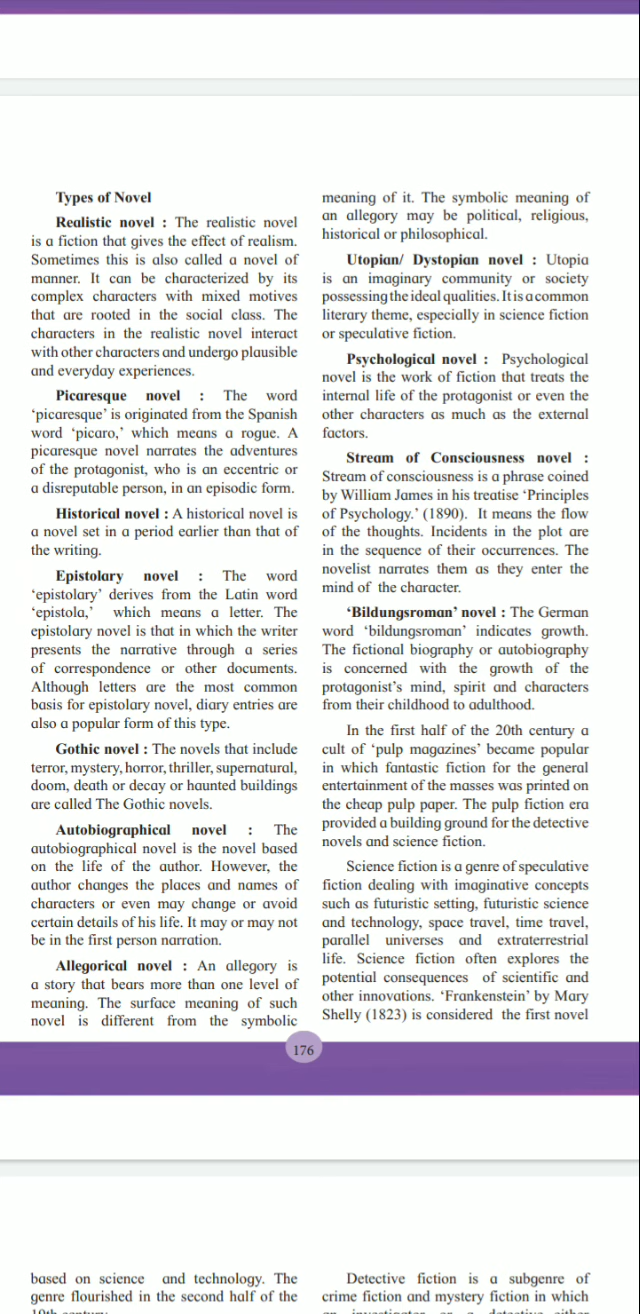 Types of Novel
Realistic novel : The realistic novel
is a fiction that gives the effect of realism.
Sometimes this is also called a novel of
manner. It can be characterized by its
complex characters with mixed motives
that are rooted in the social class. The
characters in the realistic novel interact
with other characters and undergo plausible
and everyday experiences.
Picaresque novel : The word
‘picaresque’ is originated from the Spanish
word ‘picaro,’ which means a rogue. A
picaresque novel narrates the adventures
of the protagonist, who is an eccentric or
a disreputable person, in an episodic form.
Historical novel : A historical novel is
a novel set in a period earlier than that of
the writing.
Epistolary novel : The word
‘epistolary’ derives from the Latin word
‘epistola,’ which means a letter. The
epistolary novel is that in which the writer
presents the narrative through a series
of correspondence or other documents.
Although letters are the most common
basis for epistolary novel, diary entries are
also a popular form of this type.
Gothic novel : The novels that include
terror, mystery, horror, thriller, supernatural,
doom, death or decay or haunted buildings
are called The Gothic novels.
Autobiographical novel : The
autobiographical novel is the novel based
on the life of the author. However, the
author changes the places and names of
characters or even may change or avoid
certain details of his life. It may or may not
be in the first person narration.
Allegorical novel : An allegory is
a story that bears more than one level of
meaning. The surface meaning of such
novel is different from the symbolic
meaning of it. The symbolic meaning of
an allegory may be political, religious,
historical or philosophical.
Utopian/ Dystopian novel : Utopia
is an imaginary community or society
possessing the ideal qualities. It is a common
literary theme, especially in science fiction
or speculative fiction.
Psychological novel : Psychological
novel is the work of fiction that treats the
internal life of the protagonist or even the
other characters as much as the external
factors.
Stream of Consciousness novel :
Stream of consciousness is a phrase coined
by William James in his treatise ‘Principles
of Psychology.’ (1890). It means the flow
of the thoughts. Incidents in the plot are
in the sequence of their occurrences. The
novelist narrates them as they enter the
mind of the character.
‘Bildungsroman’ novel : The German
word ‘bildungsroman’ indicates growth.
The fictional biography or autobiography
is concerned with the growth of the
protagonist’s mind, spirit and characters
from their childhood to adulthood.
In the first half of the 20th century a
cult of ‘pulp magazines’ became popular
in which fantastic fiction for the general
entertainment of the masses was printed on
the cheap pulp paper. The pulp fiction era
provided a building ground for the detective
novels and science fiction.
Science fiction is a genre of speculative
fiction dealing with imaginative concepts
such as futuristic setting, futuristic science
and technology, space travel, time travel,
parallel universes and extraterrestrial
life. Science fiction often explores the
potential consequences of scientific and
other innovations. ‘Frankenstein’ by Mary
Shelly (1823) is considered the first novel
176
based on science and technology. The
genre flourished in the second half of the
Detective fiction is a subgenre of
crime fiction and mystery fiction in which